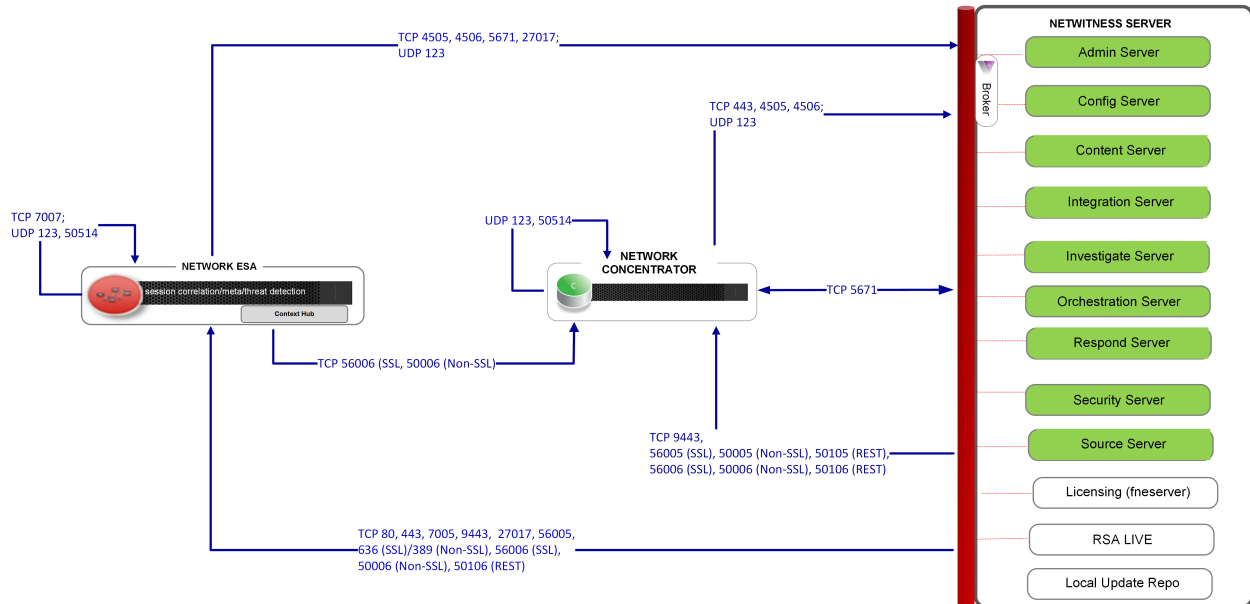 NETWITNESS SERVER
Admin Server
Broker
Config Server
Content Server
Integration Server
Investigate Server
Orchestration Server
Respond Server
Security Server
Source Server
Licensing (fneserver)
RSA LIVE
Local Update Repo
TCP 4505, 4506, 5671, 27017;
UDP 123
TCP 443, 4505, 4506;
UDP 123
TCP 7007;
UDP 123, 50514
UDP 123, 50514
NETWORK ESA
session correlation/meta/threat detection
Context Hub
NETWORK
CONCENTRATOR
C
TCP 5671
TCP 56006 (SSL, 50006 (Non-SSL)
TCP 9443,
56005 (SSL), 50005 (Non-SSL), 50105 (REST),
56006 (SSL), 50006 (Non-SSL), 50106 (REST)
TCP 80, 443, 7005, 9443, 27017, 56005,
636 (SSL)/389 (Non-SSL), 56006 (SSL),
50006 (Non-SSL), 50106 (REST)